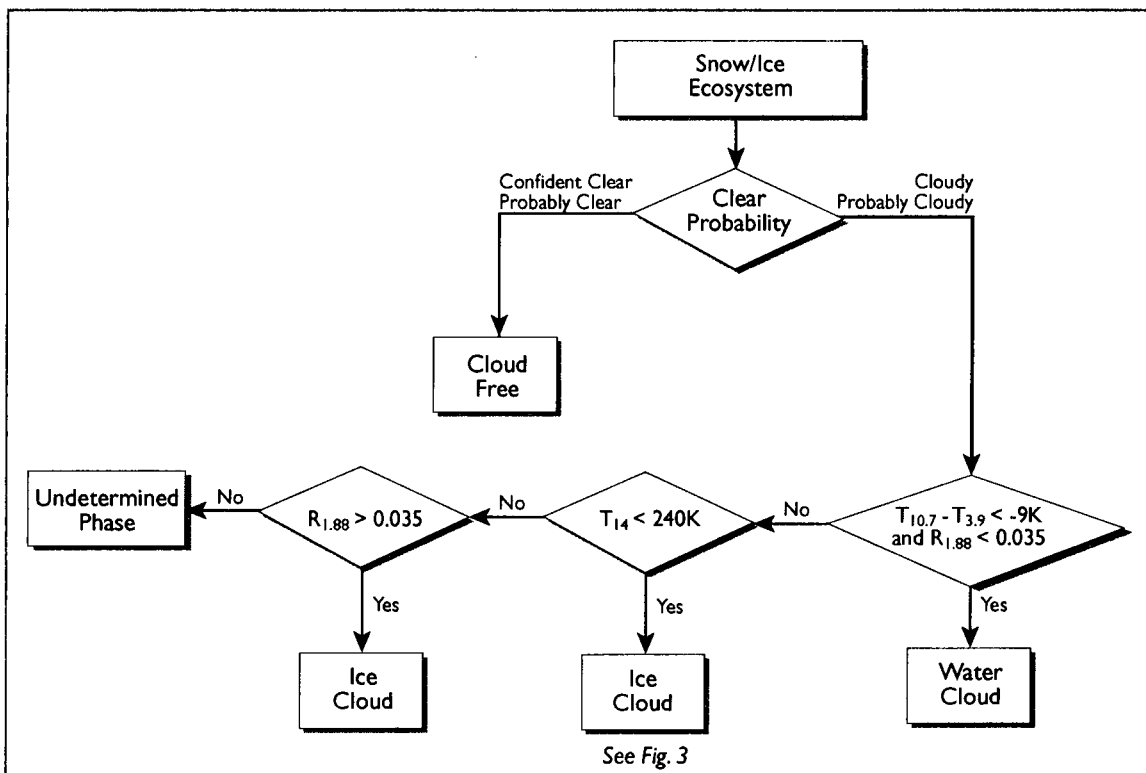 Snow/Ice
Ecosystem
Confident Clear
Probably Clear
Clear
Probability
Cloudy
Probably Cloudy
Cloud
Free
Undetermined
Phase
No
R1.88 > 0.035
No
T14 < 240K
No
T10.7 - T3.9 < -9K
and R1.88 < 0.035
Yes
Yes
Yes
Ice
Cloud
Ice
Cloud
Water
Cloud
See Fig. 3